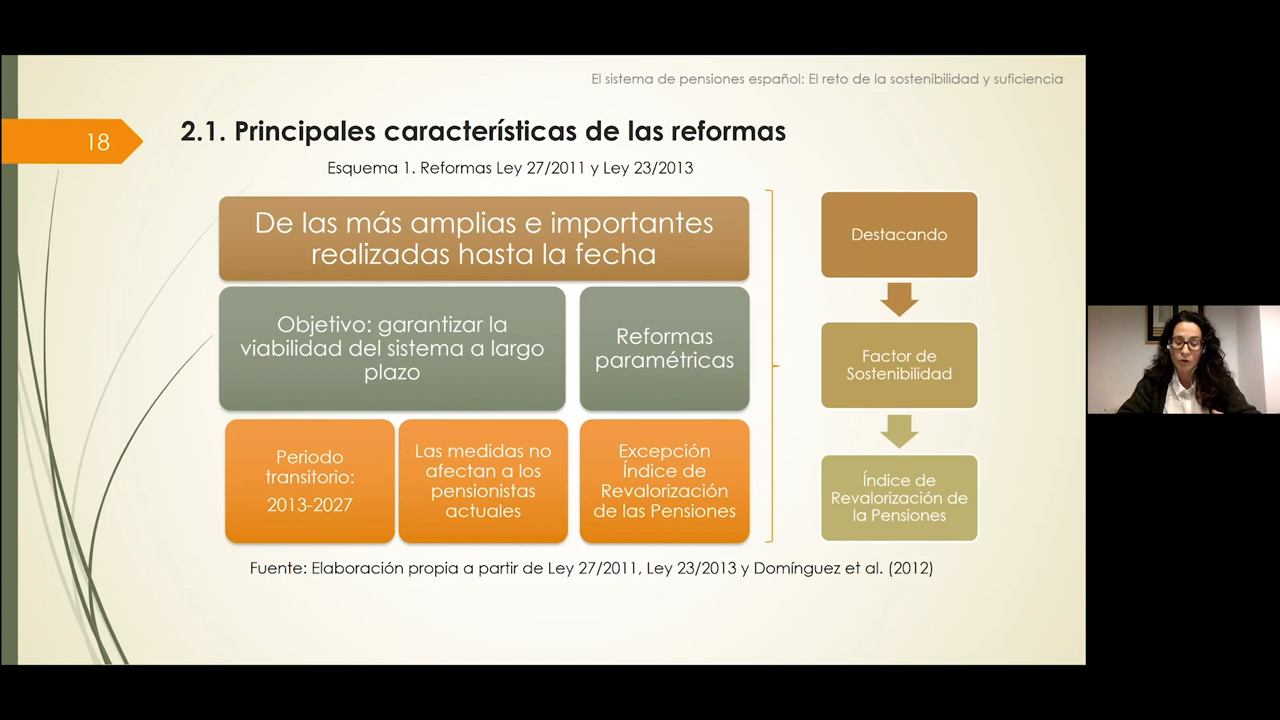 El sistema de pensiones español: El reto de la sostenibilidad y suficiencia
18
2.1. Principales características de las reformas
Esquema 1. Reformas Ley 27/2011 y Ley 23/2013
De las más amplias e importantes
realizadas hasta la fecha
Objetivo: garantizar la
viabilidad del sistema a largo
plazo
Reformas
paramétricas
Periodo
transitorio:
2013-2027
Las medidas no
afectan a los
pensionistas
actuales
Excepción
Índice de
Revalorización
de las Pensiones
Destacando
Factor de
Sostenibilidad
Índice de
Revalorización de
la Pensiones
Fuente: Elaboración propia a partir de Ley 27/2011, Ley 23/2013 y Domínguez et al. (2012)